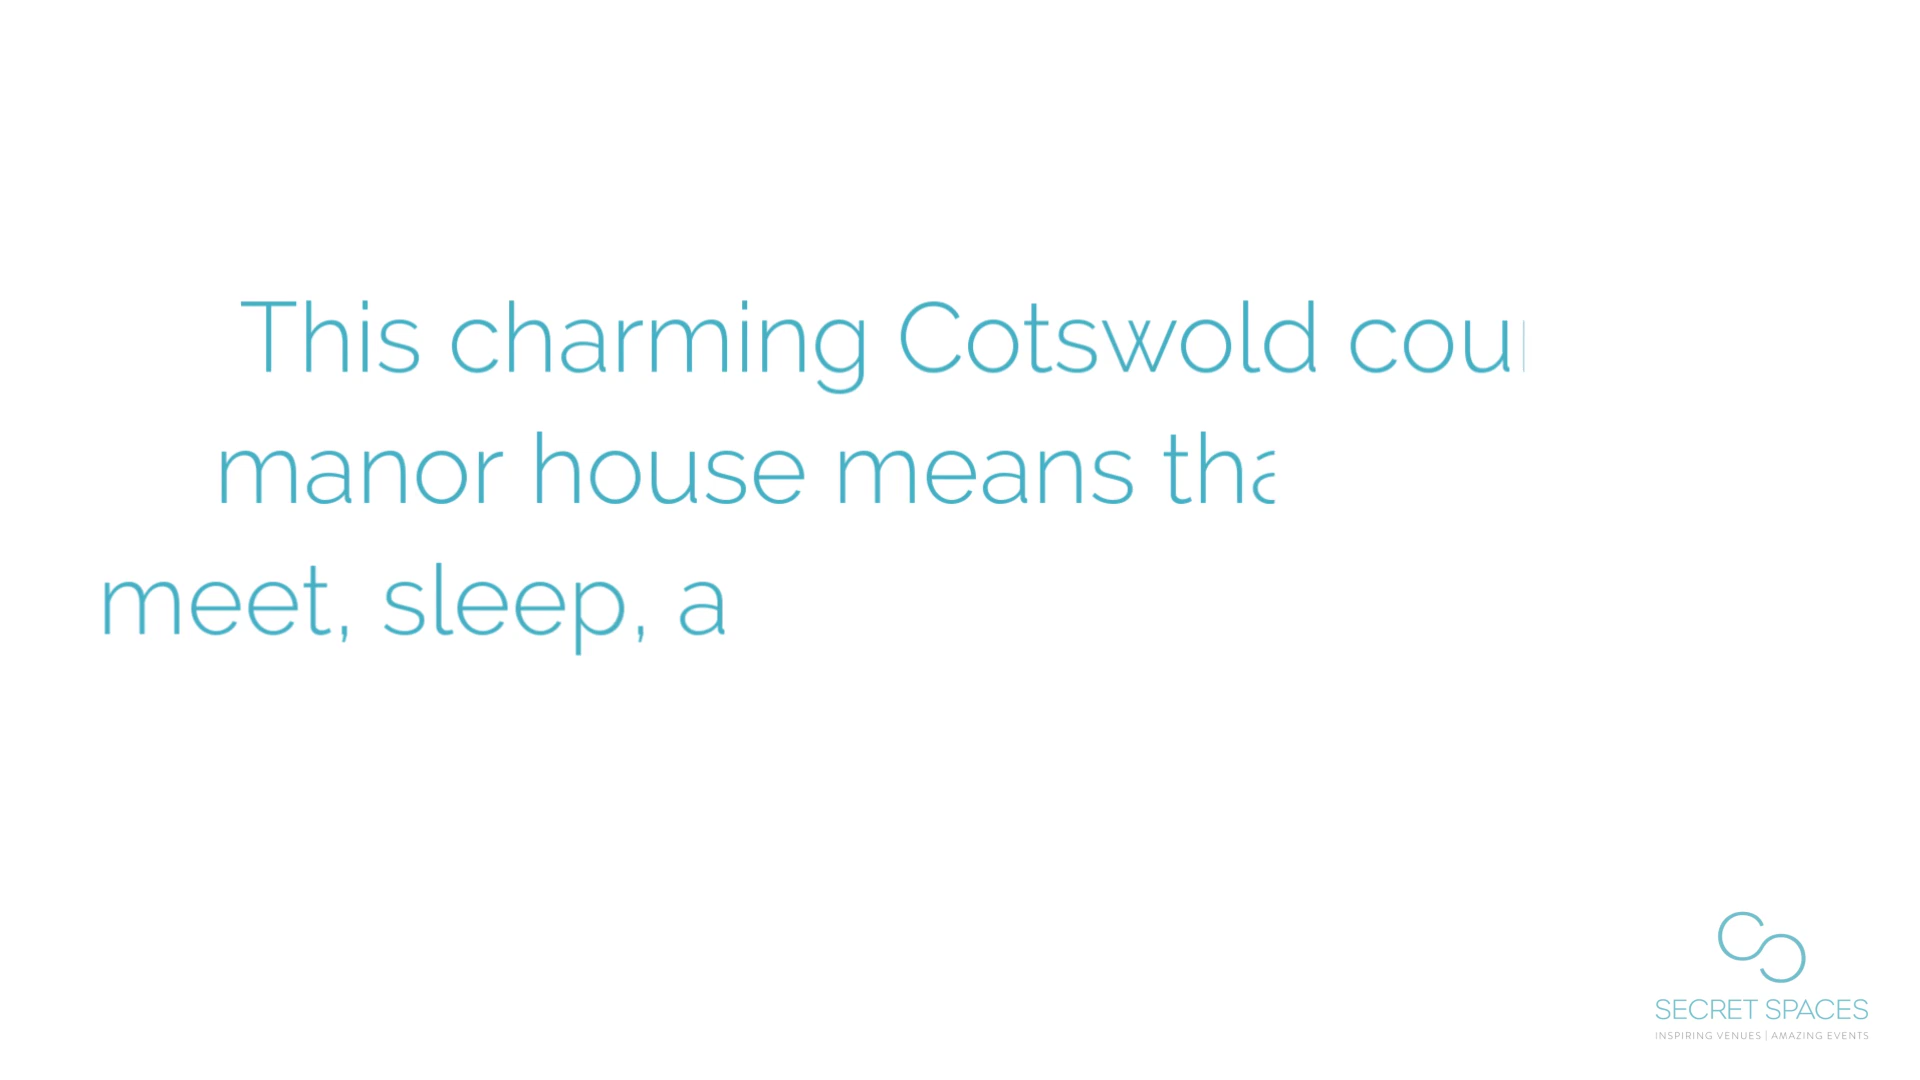 This charming Cotswold cou
manor house means tha
meet, sleep, a
SECRET SPACES
INSPIRING VENUES | AMAZING EVENTS